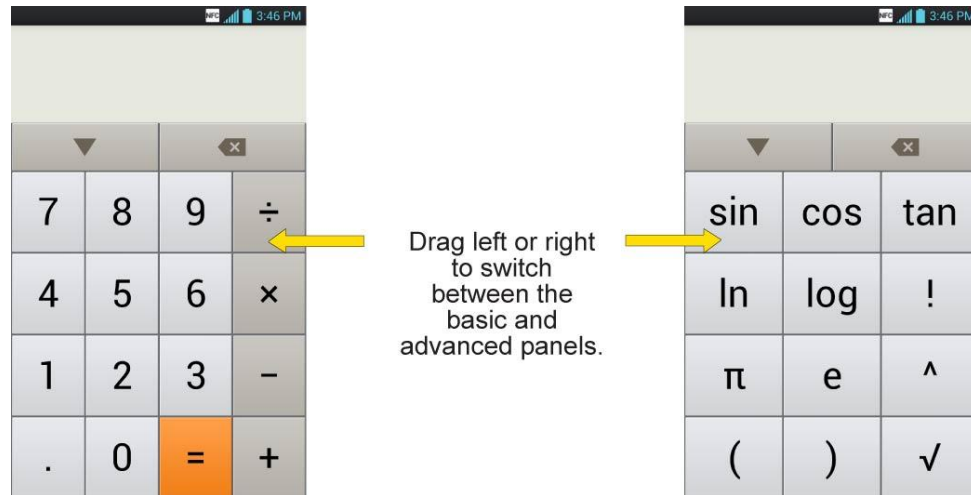 NFC 3:46 PM
7 8 9 ÷
4 5 6 ×
1 2 3 −
. 0 = +
Drag left or right
to switch
between the
basic and
advanced panels.
NFC 3:46 PM
sin cos tan
ln log !
π e ^
( ) √